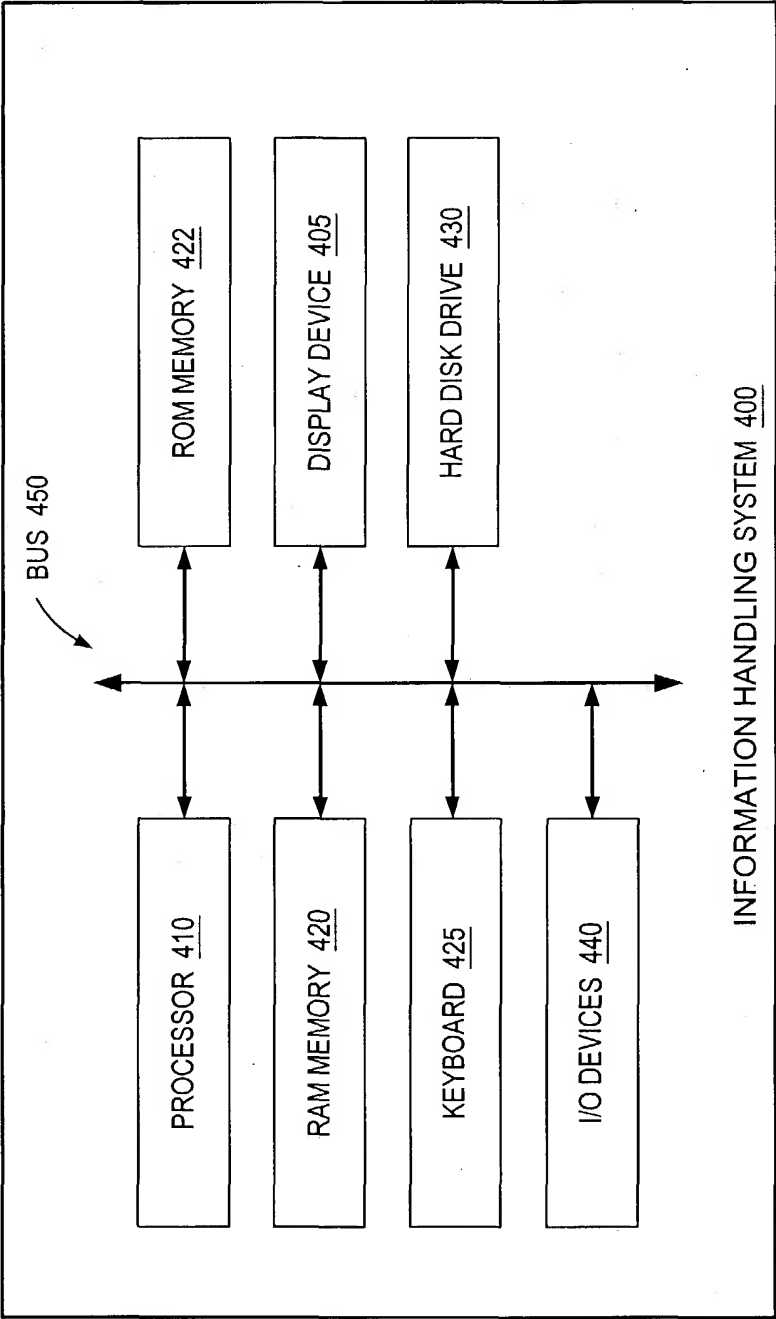 BUS 450
PROCESSOR 410
ROM MEMORY 422
RAM MEMORY 420
DISPLAY DEVICE 405
KEYBOARD 425
HARD DISK DRIVE 430
I/O DEVICES 440
INFORMATION HANDLING SYSTEM 400